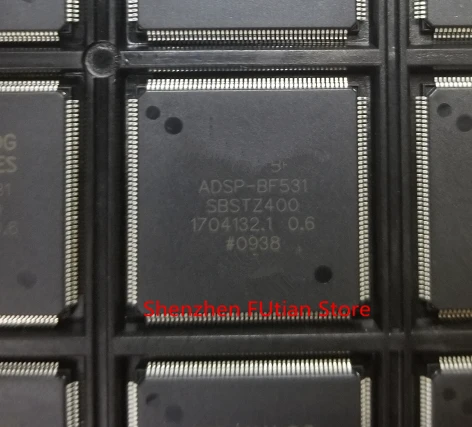 ADSP-BF531
SBSTZ400
1704132.1 0.6
#0938
Shenzhen FUtian Store